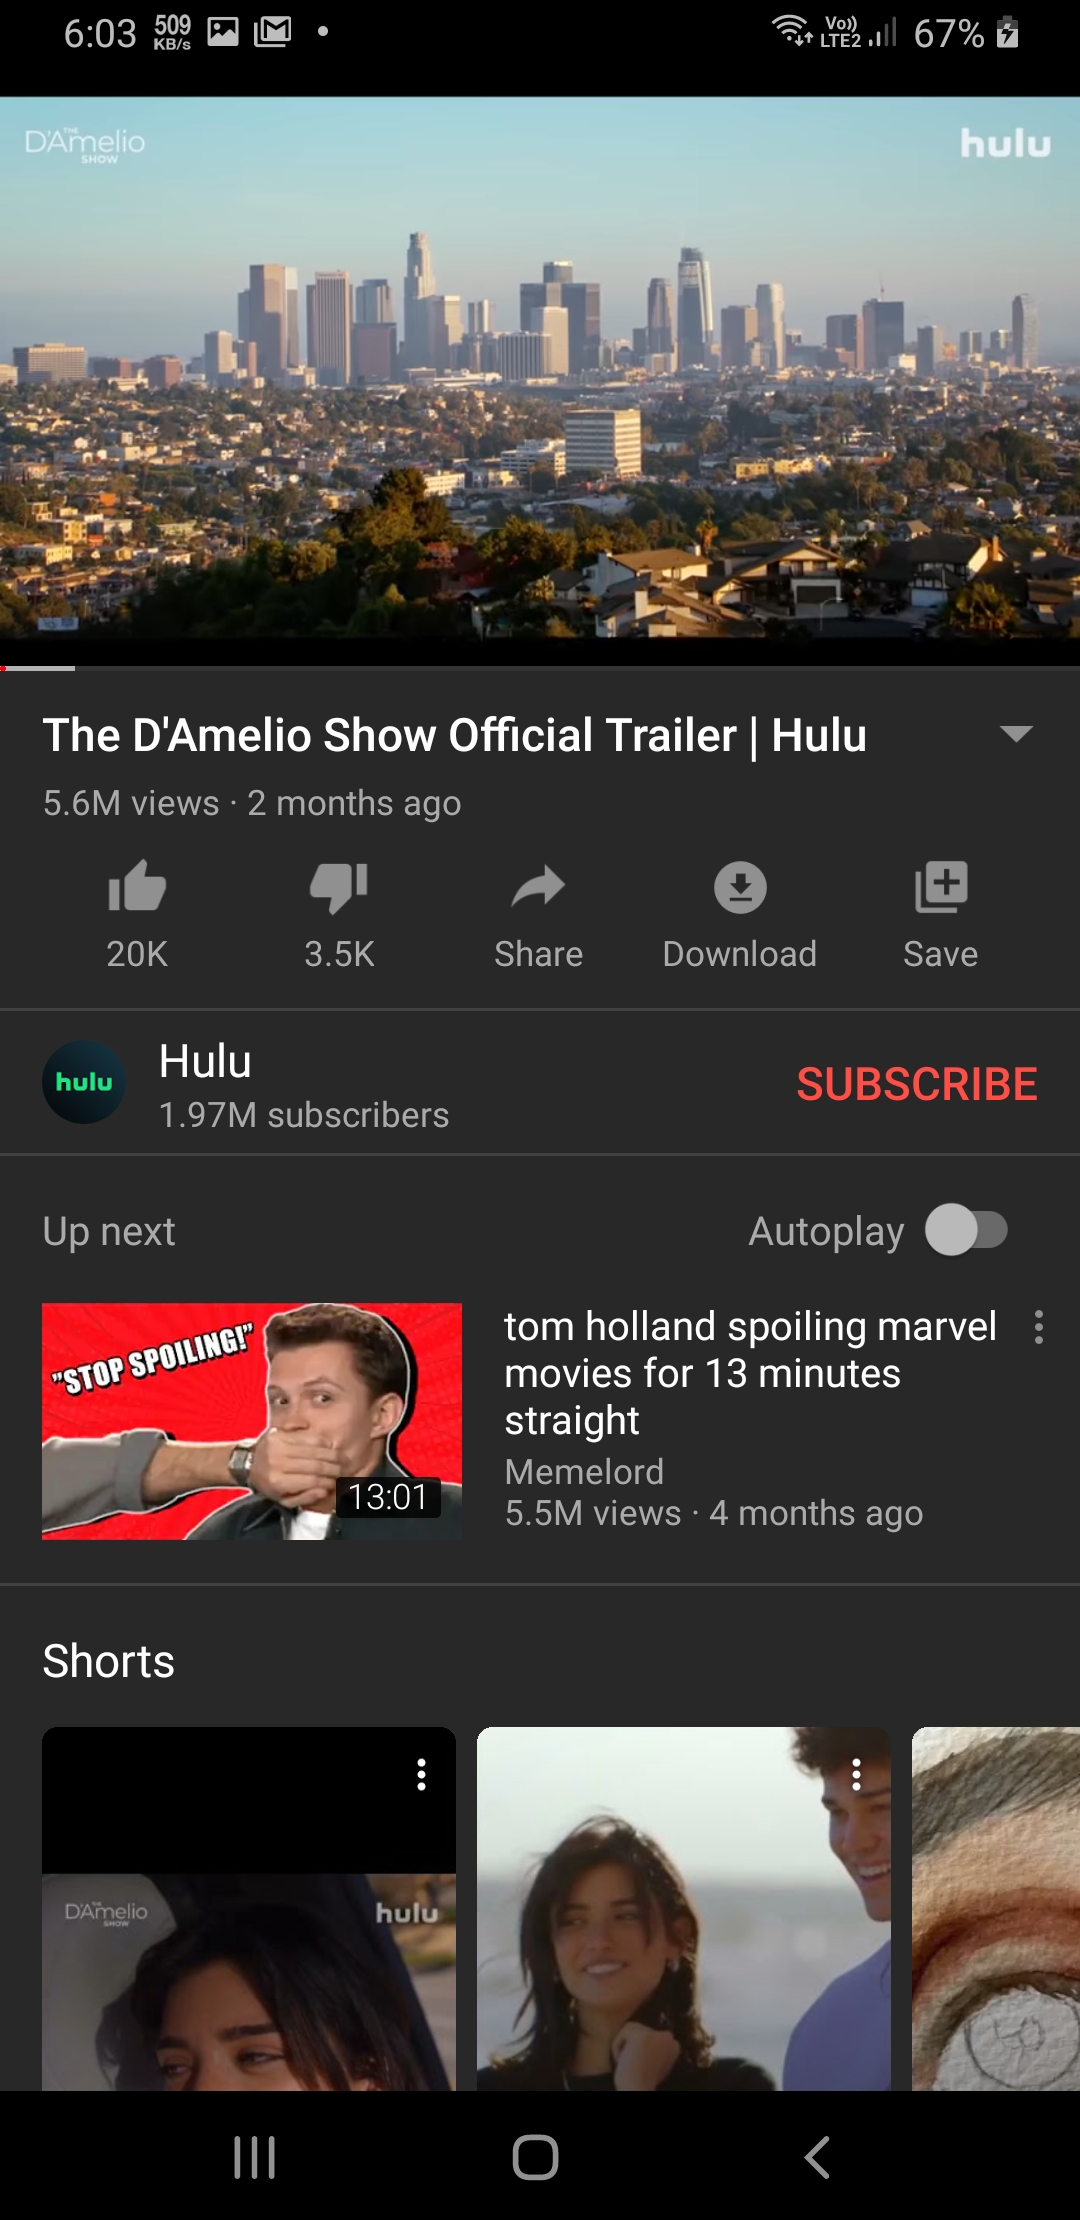 6:03 509 KB/s Vo)) LTE2 67%
THE D'Amelio SHOW hulu
The D'Amelio Show Official Trailer | Hulu
5.6M views · 2 months ago
20K 3.5K Share Download Save
hulu
Hulu
1.97M subscribers
SUBSCRIBE
Up next Autoplay
"STOP SPOILING!"
13:01
tom holland spoiling marvel
movies for 13 minutes
straight
Memelord
5.5M views · 4 months ago
Shorts
THE D'Amelio SHOW hulu